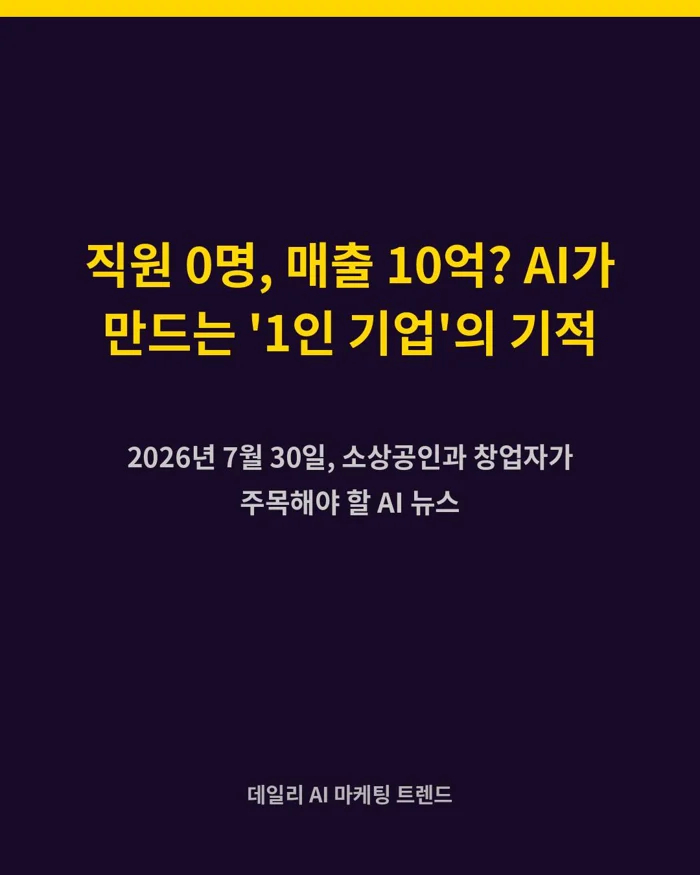 직원 0명, 매출 10억? AI가
만드는 '1인 기업'의 기적
2026년 7월 30일, 소상공인과 창업자가
주목해야 할 AI 뉴스
데일리 AI 마케팅 트렌드